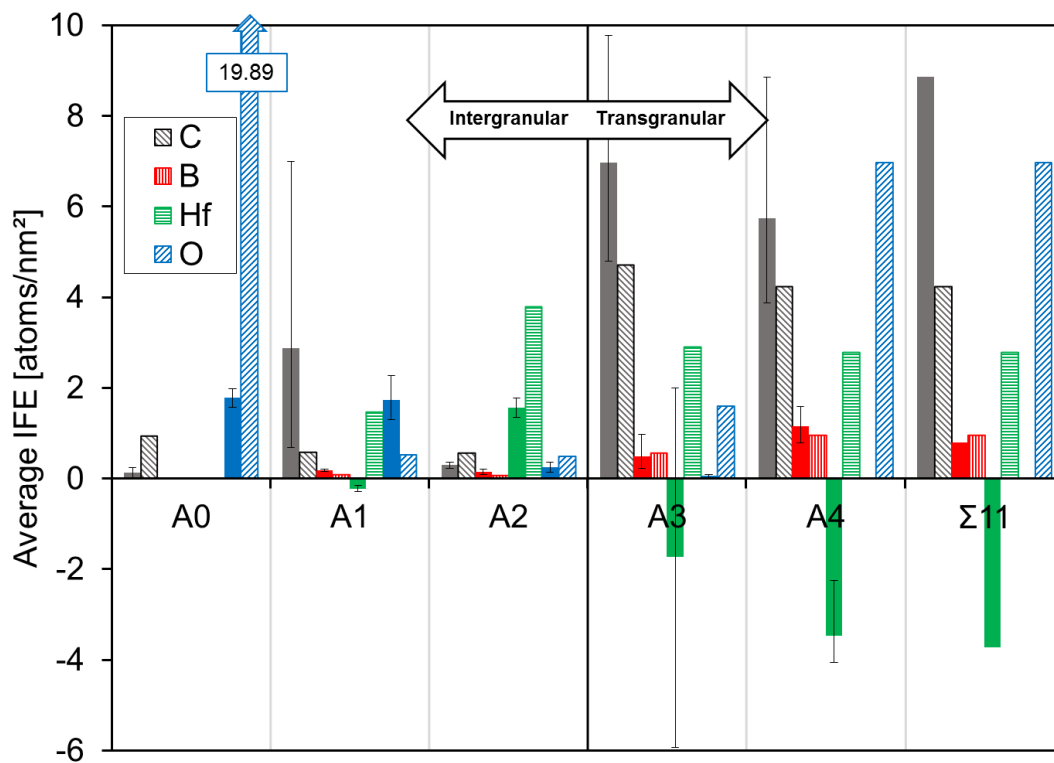 Average IFE [atoms/nm²]
10
8
6
4
2
0
-2
-4
-6
19.89
C
B
Hf
O
Intergranular
Transgranular
A0
A1
A2
A3
A4
Σ11